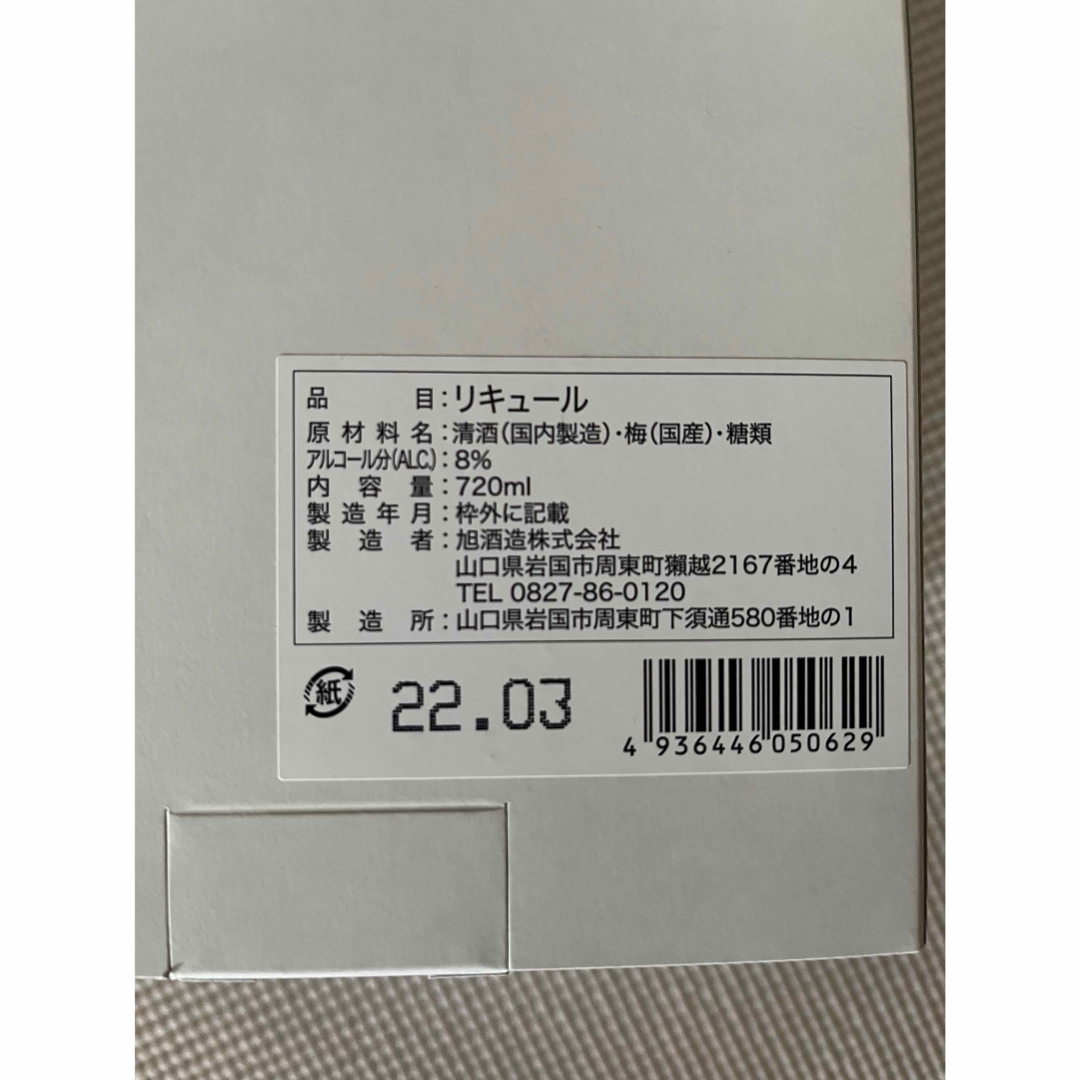 品目：リキュール
原材料名：清酒（国内製造）・梅（国産）・糖類
アルコール分（ALC.）：8％
内容量：720ml
製造年月：枠外に記載
製造者：旭酒造株式会社
山口県岩国市周東町獺越2167番地の4
TEL 0827-86-0120
製造所：山口県岩国市周東町下須通580番地の1
紙
22.03
4 936446 050629